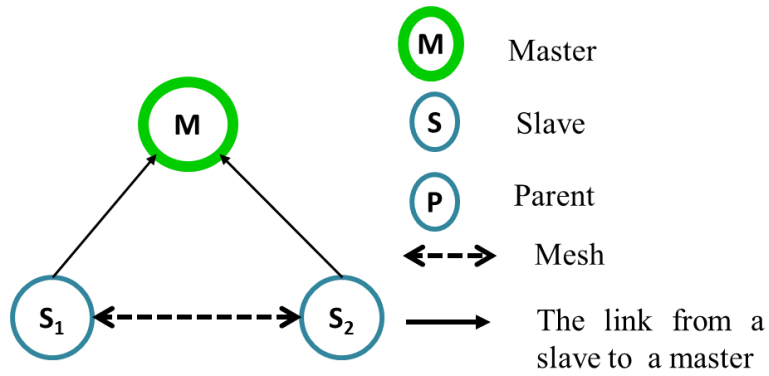 M
S₁
S₂
M Master
S Slave
P Parent
Mesh
The link from a
slave to a master